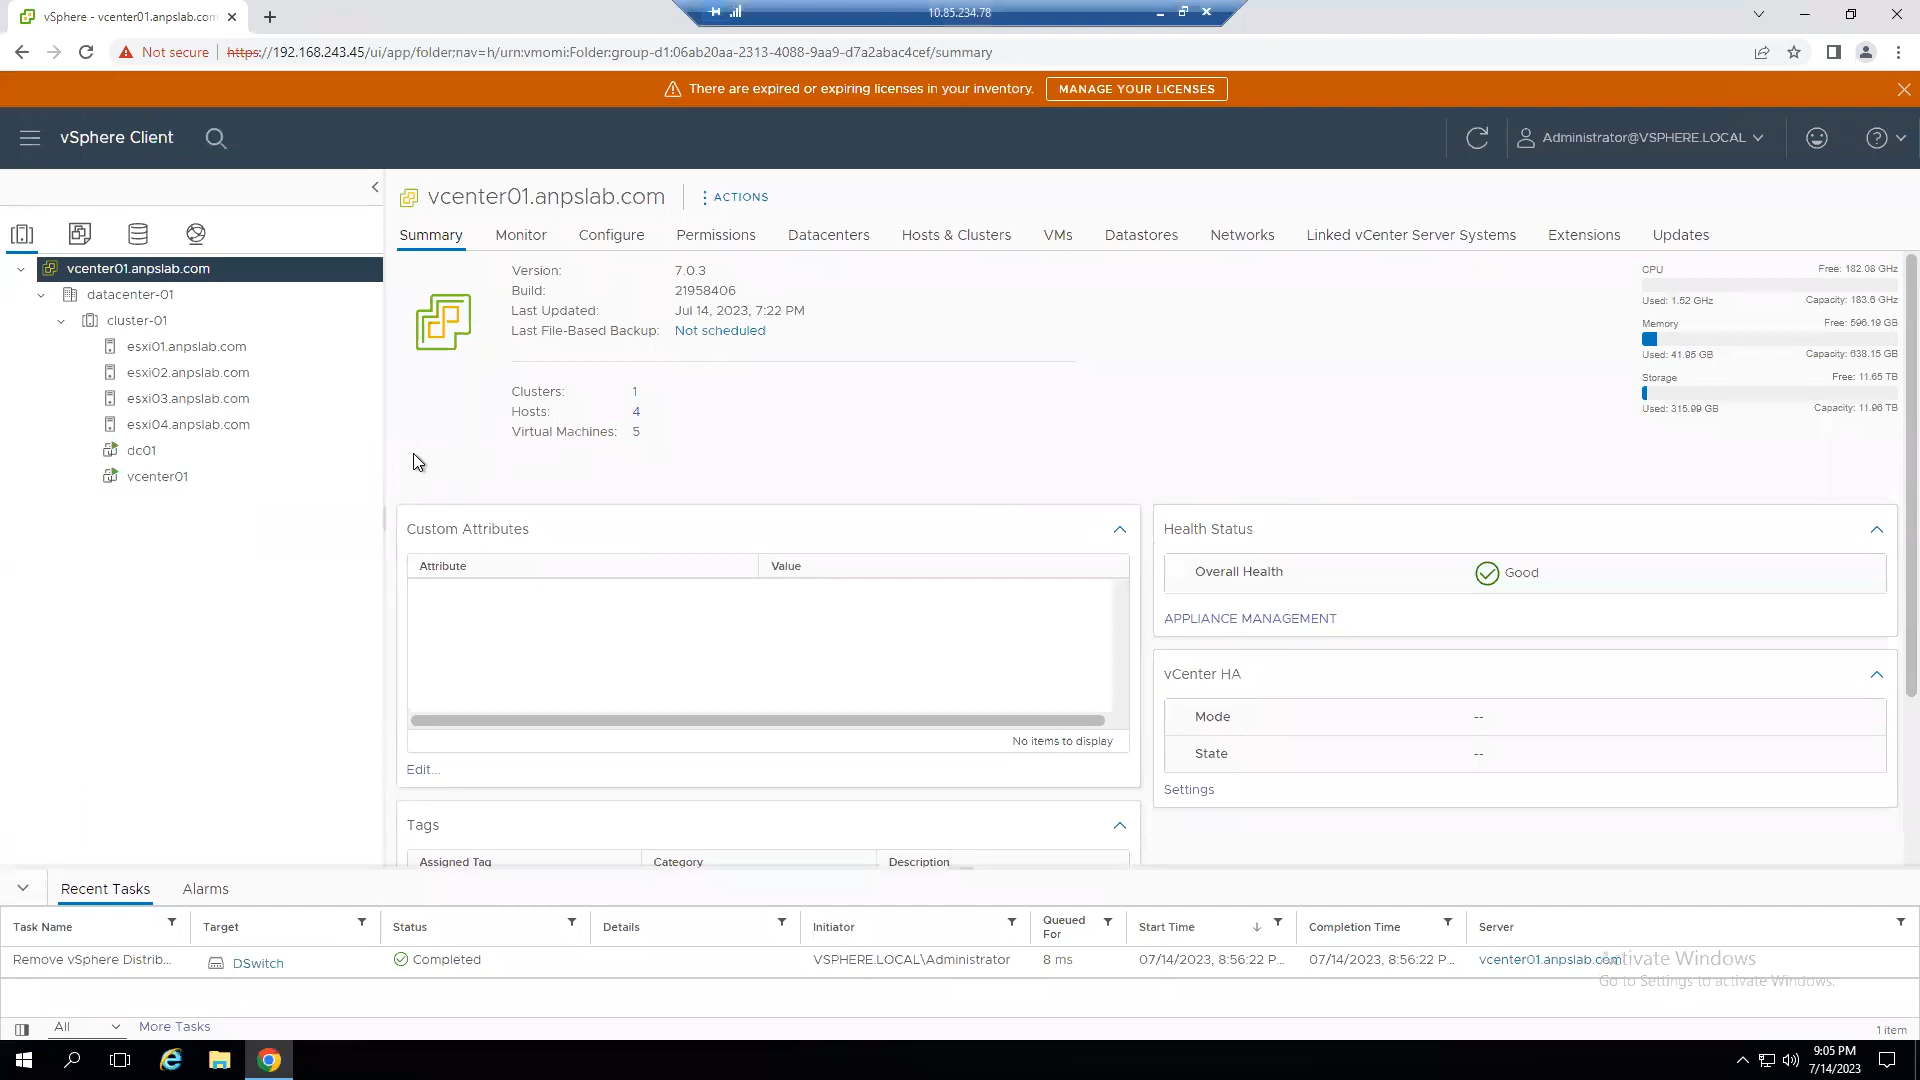 vSphere - vcenter01.anpslab.com
10.85.234.78
Not secure
https://192.168.243.45/ui/app/folder;nav=h/urn:vmomi:Folder:group-d1:06ab20aa-2313-4088-9aa9-d7a2abac4cef/summary
There are expired or expiring licenses in your inventory.
MANAGE YOUR LICENSES
vSphere Client
Administrator@VSPHERE.LOCAL
vcenter01.anpslab.com
ACTIONS
Summary
Monitor
Configure
Permissions
Datacenters
Hosts & Clusters
VMs
Datastores
Networks
Linked vCenter Server Systems
Extensions
Updates
vcenter01.anpslab.com
datacenter-01
cluster-01
esxi01.anpslab.com
esxi02.anpslab.com
esxi03.anpslab.com
esxi04.anpslab.com
dc01
vcenter01
Version: 7.0.3
Build: 21958406
Last Updated: Jul 14, 2023, 7:22 PM
Last File-Based Backup: Not scheduled
Clusters: 1
Hosts: 4
Virtual Machines: 5
CPU Free: 182.08 GHz
Used: 1.52 GHz Capacity: 183.6 GHz
Memory Free: 596.19 GB
Used: 41.95 GB Capacity: 638.15 GB
Storage Free: 11.65 TB
Used: 315.99 GB Capacity: 11.96 TB
Custom Attributes
Attribute Value
No items to display
Edit...
Tags
Assigned Tag Category Description
Health Status
Overall Health Good
APPLIANCE MANAGEMENT
vCenter HA
Mode --
State --
Settings
Recent Tasks Alarms
Task Name Target Status Details Initiator Queued For Start Time Completion Time Server
Remove vSphere Distrib... DSwitch Completed VSPHERE.LOCAL\Administrator 8 ms 07/14/2023, 8:56:22 P... 07/14/2023, 8:56:22 P... vcenter01.anpslab.com
Activate Windows
Go to Settings to activate Windows.
All More Tasks
1 item
9:05 PM
7/14/2023